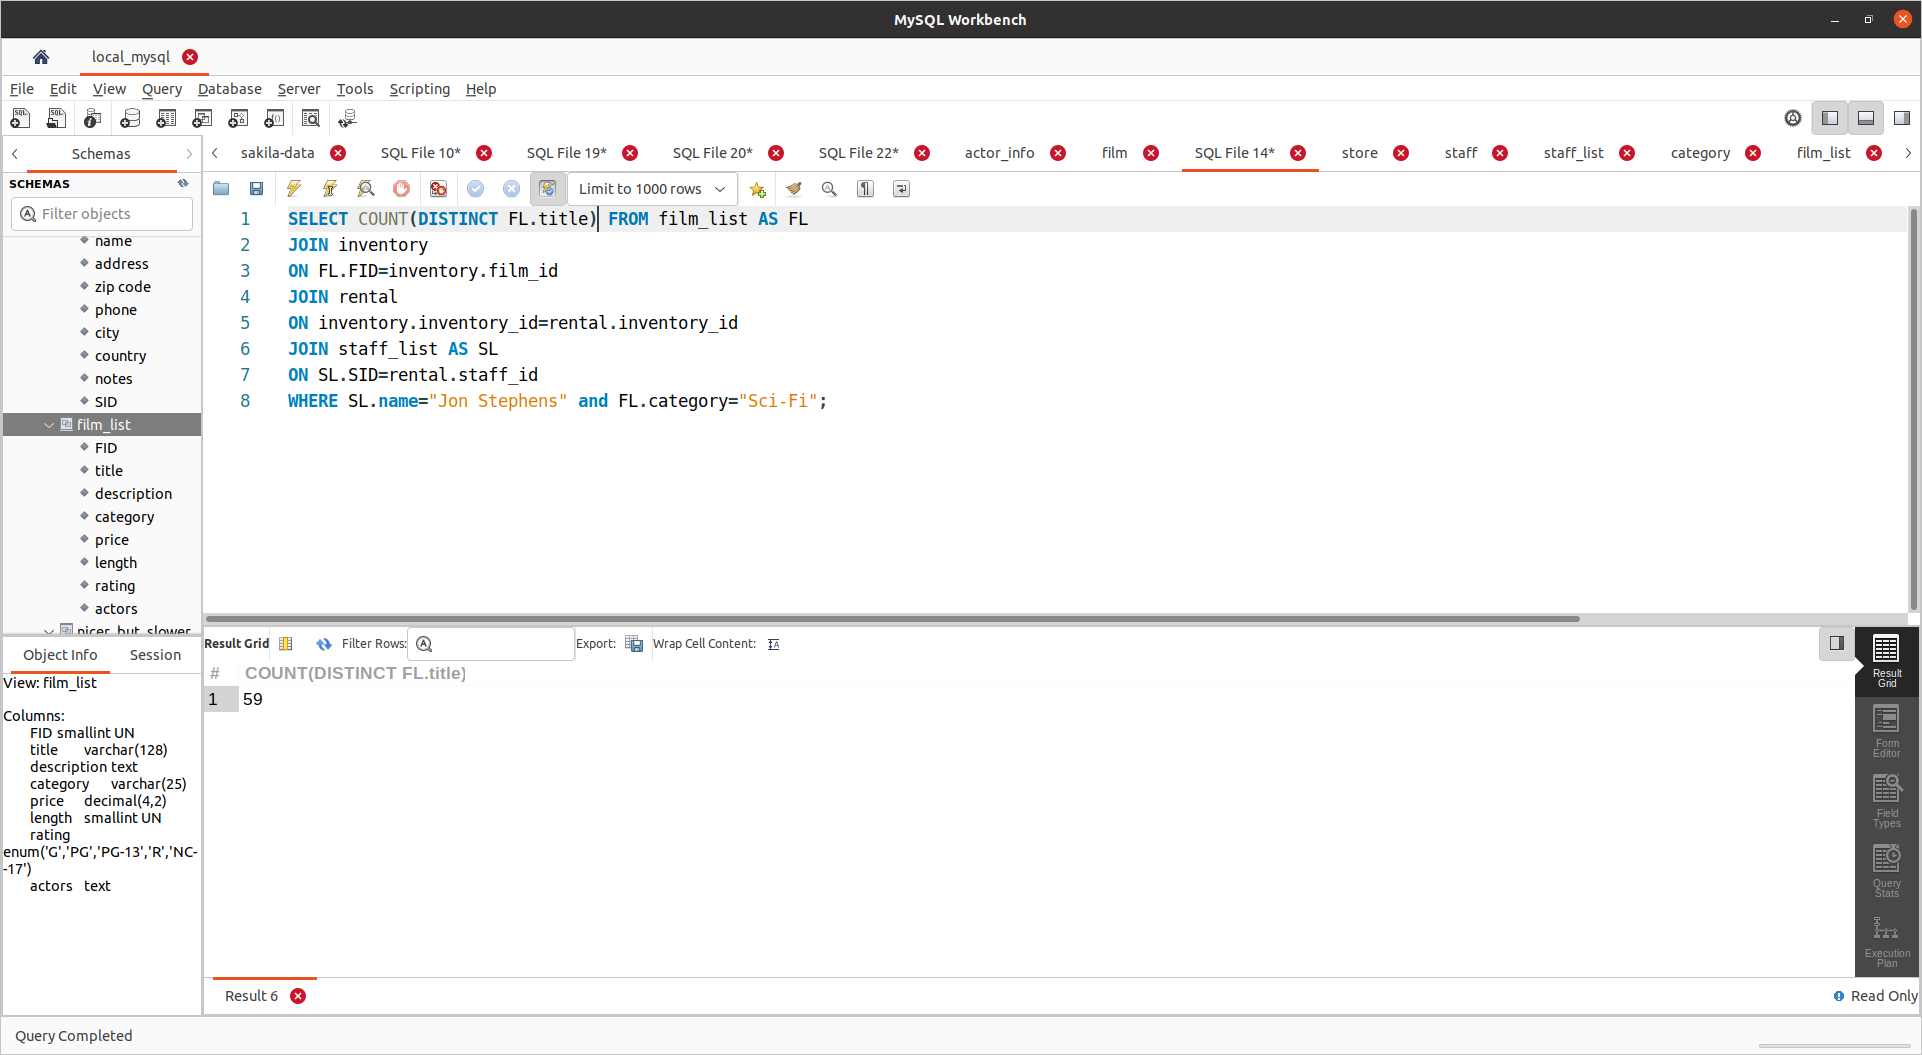 MySQL Workbench
local_mysql
File Edit View Query Database Server Tools Scripting Help
Schemas
sakila-data SQL File 10* SQL File 19* SQL File 20* SQL File 22* actor_info film SQL File 14* store staff staff_list category film_list
SCHEMAS
Filter objects
Limit to 1000 rows
name
address
zip code
phone
city
country
notes
SID
film_list
FID
title
description
category
price
length
rating
actors
nicer_but_slower
1 SELECT COUNT(DISTINCT FL.title) FROM film_list AS FL
2 JOIN inventory
3 ON FL.FID=inventory.film_id
4 JOIN rental
5 ON inventory.inventory_id=rental.inventory_id
6 JOIN staff_list AS SL
7 ON SL.SID=rental.staff_id
8 WHERE SL.name="Jon Stephens" and FL.category="Sci-Fi";
Object Info Session
View: film_list
Columns:
FID smallint UN
title varchar(128)
description text
category varchar(25)
price decimal(4,2)
length smallint UN
rating
enum('G','PG','PG-13','R','NC-
-17')
actors text
Result Grid Filter Rows: Export: Wrap Cell Content:
# COUNT(DISTINCT FL.title)
1 59
Result
Grid
Form
Editor
Field
Types
Query
Stats
Execution
Plan
Result 6
Read Only
Query Completed